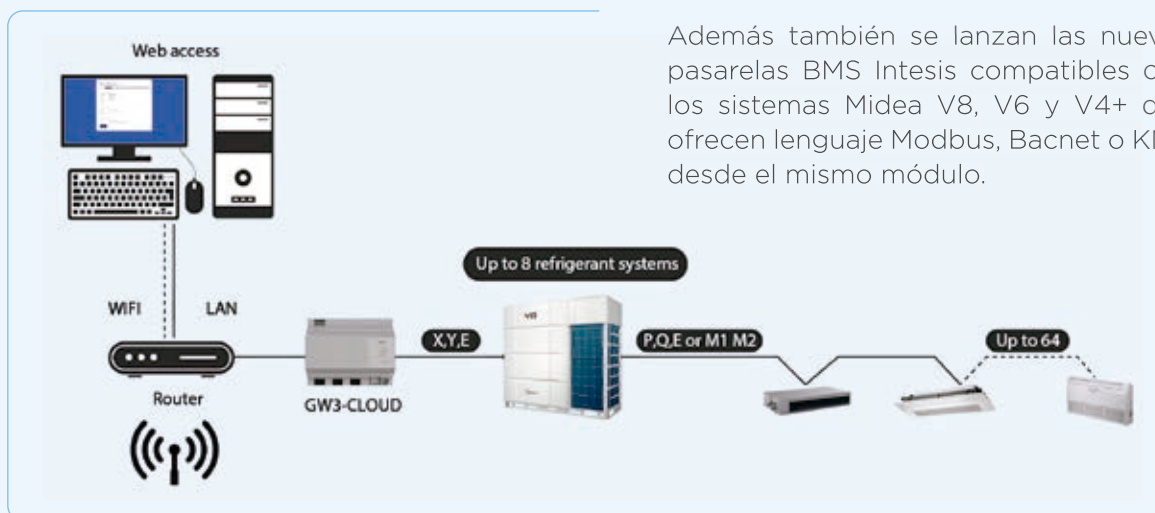 Además también se lanzan las nuev
pasarelas BMS Intesis compatibles c
los sistemas Midea V8, V6 y V4+ q
ofrecen lenguaje Modbus, Bacnet o KN
desde el mismo módulo.
Web access
Up to 8 refrigerant systems
WIFI
LAN
V8
X,Y,E
P,Q,E or M1 M2
Up to 64
Router
GW3-CLOUD